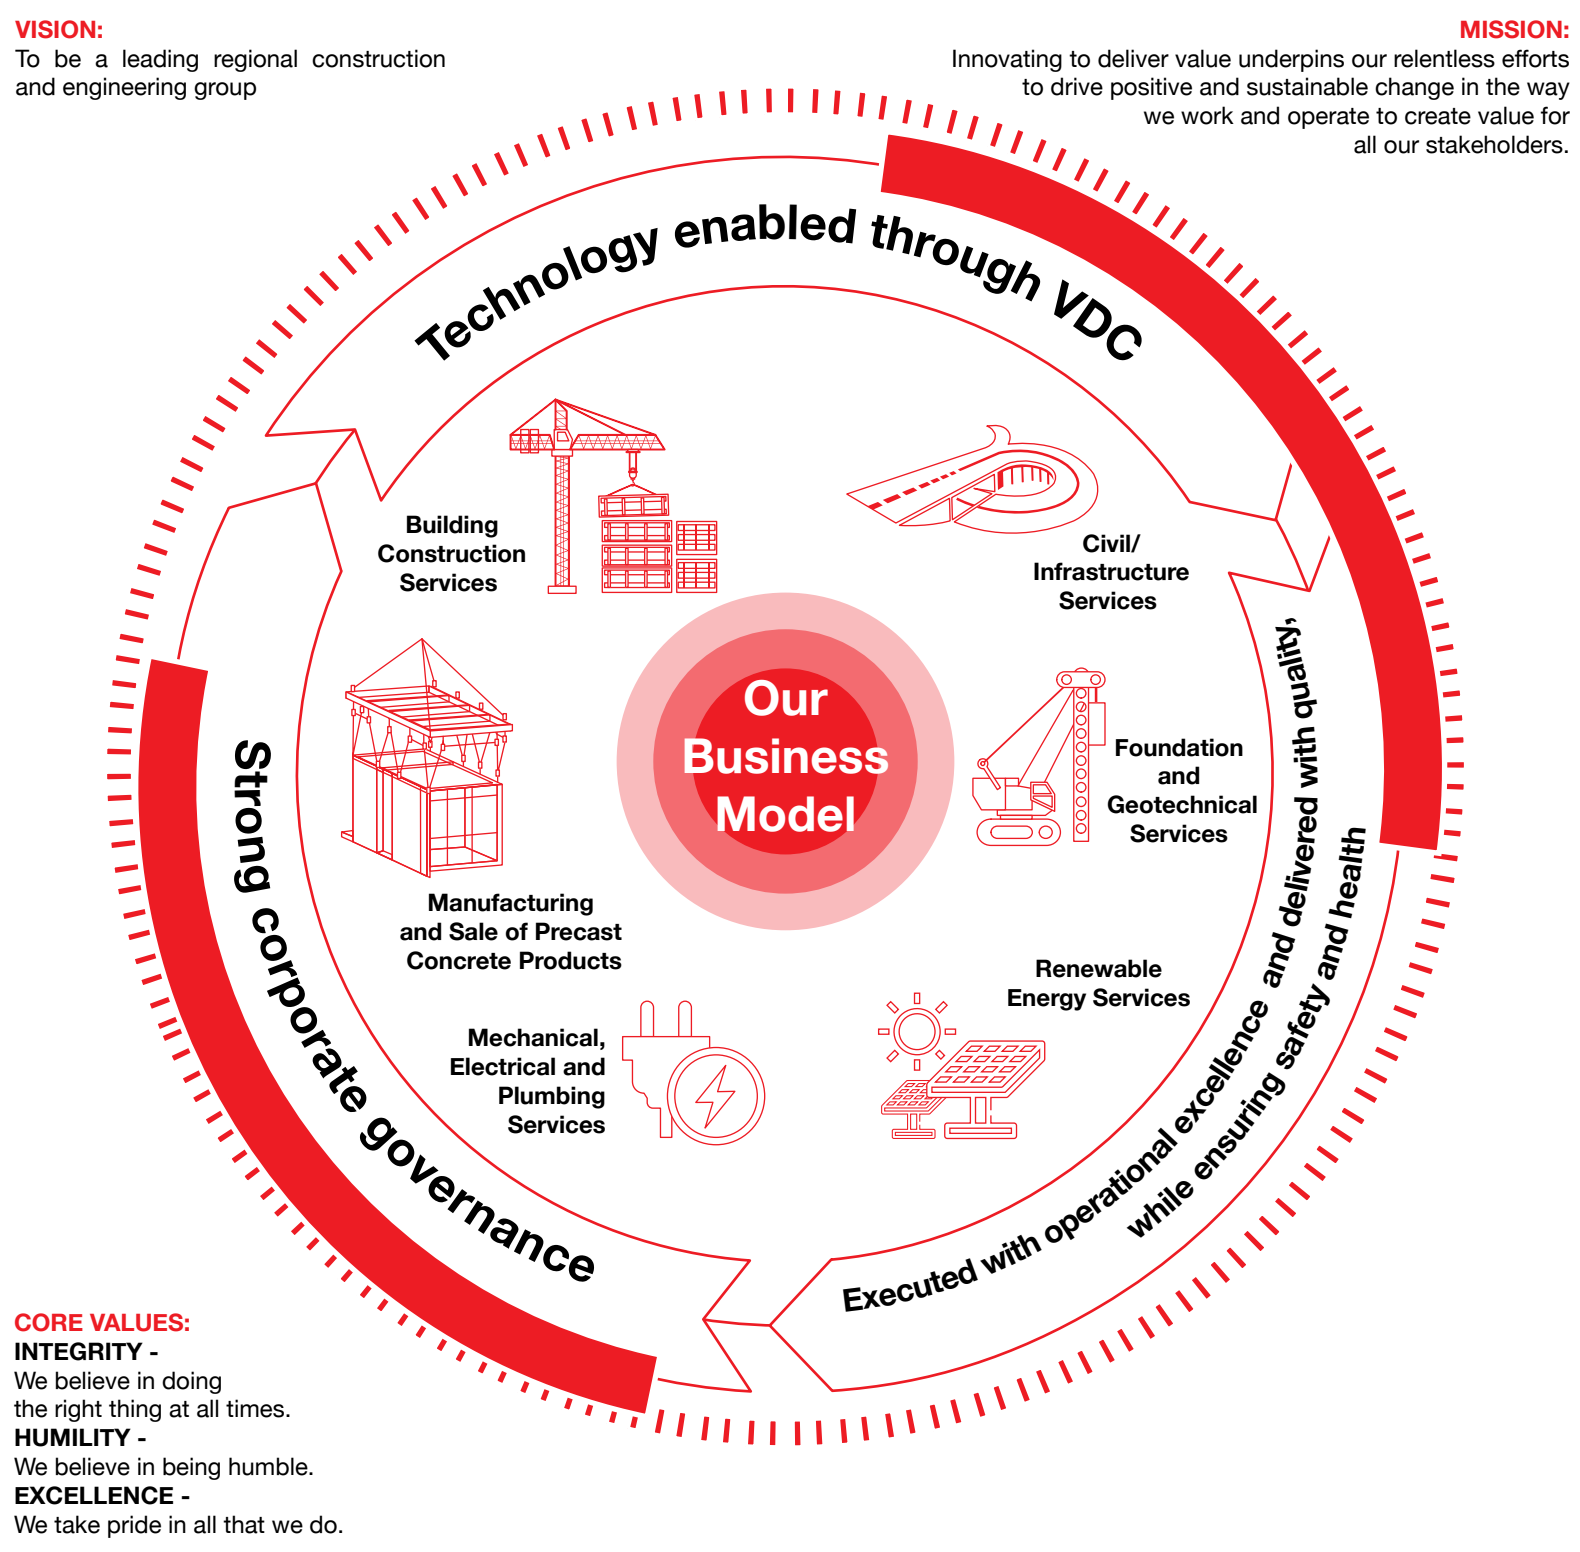 VISION:
To be a leading regional construction
and engineering group
MISSION:
Innovating to deliver value underpins our relentless efforts
to drive positive and sustainable change in the way
we work and operate to create value for
all our stakeholders.
Technology enabled through VDC
Building
Construction
Services
Civil/
Infrastructure
Services
Our
Business
Model
Foundation
and
Geotechnical
Services
Manufacturing
and Sale of Precast
Concrete Products
Renewable
Energy Services
Mechanical,
Electrical and
Plumbing
Services
Executed with operational excellence and delivered with quality,
while ensuring safety and health
Strong corporate governance
CORE VALUES:
INTEGRITY -
We believe in doing
the right thing at all times.
HUMILITY -
We believe in being humble.
EXCELLENCE -
We take pride in all that we do.